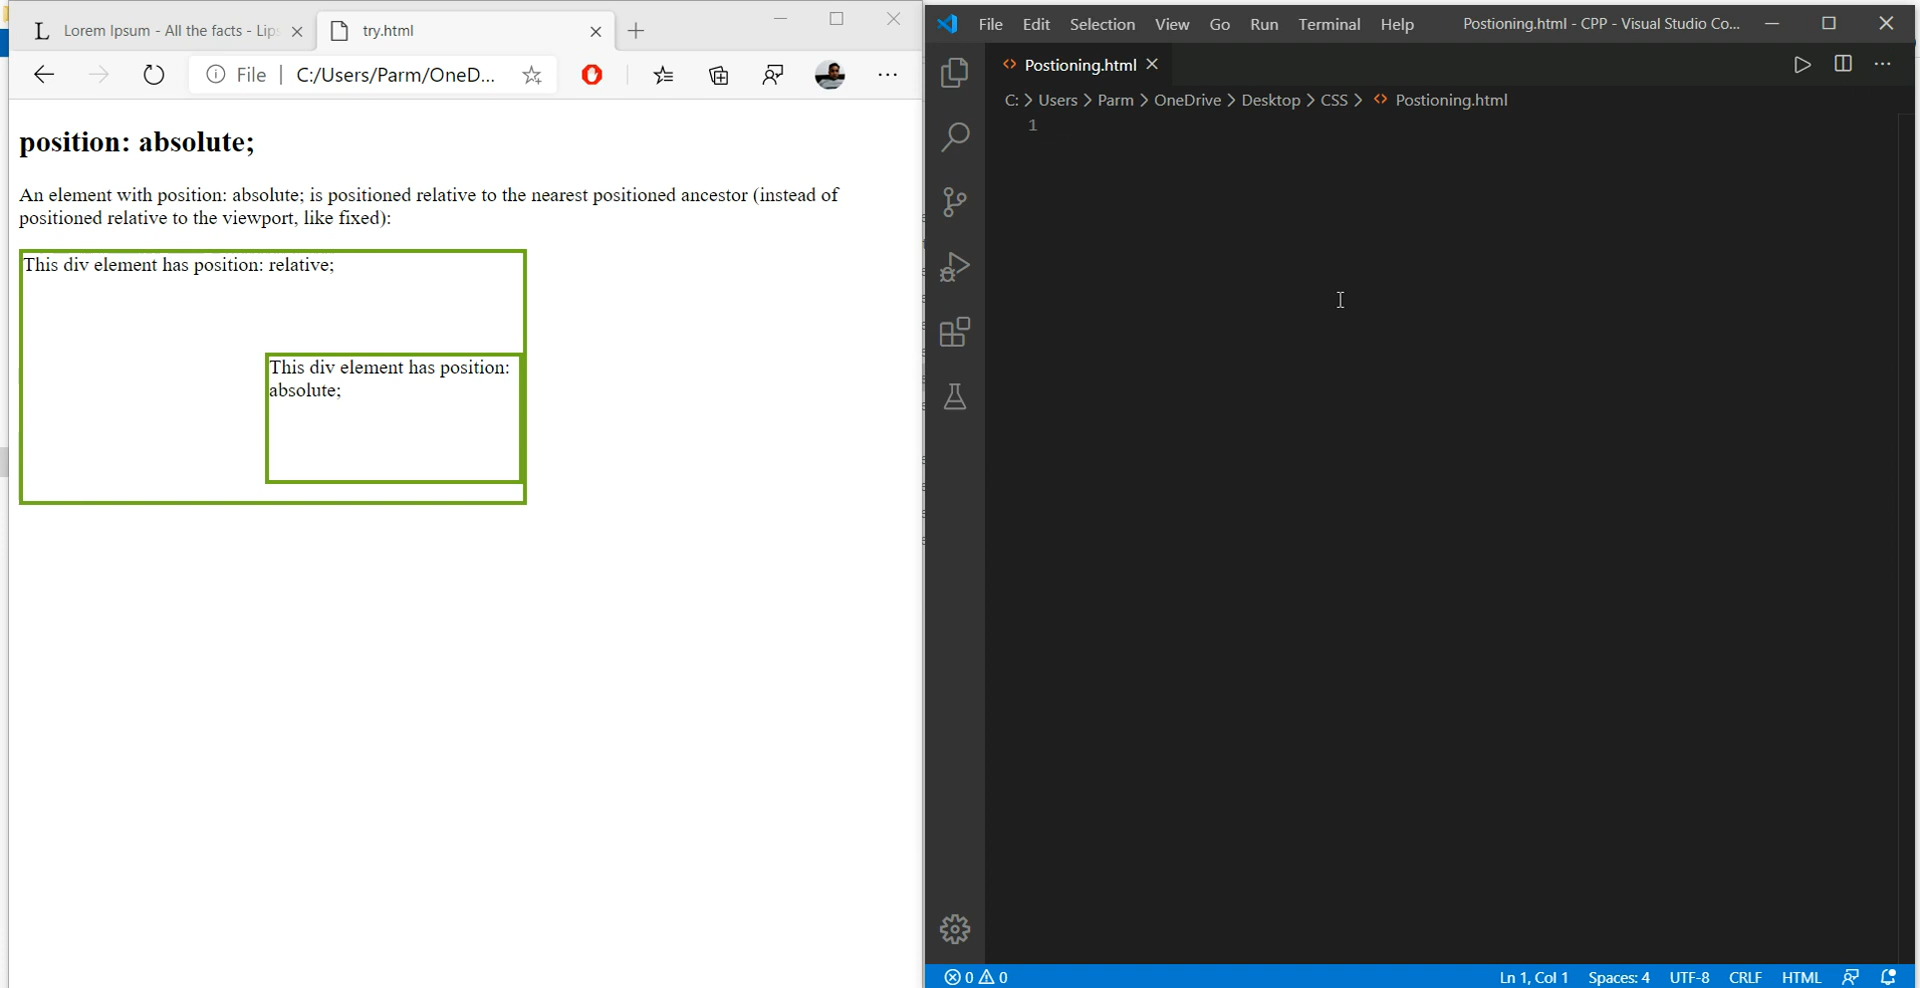 L Lorem Ipsum - All the facts - Lips
try.html
File | C:/Users/Parm/OneD...
position: absolute;
An element with position: absolute; is positioned relative to the nearest positioned ancestor (instead of
positioned relative to the viewport, like fixed):
This div element has position: relative;
This div element has position:
absolute;
File Edit Selection View Go Run Terminal Help
Postioning.html - CPP - Visual Studio Co...
Postioning.html
C: > Users > Parm > OneDrive > Desktop > CSS > Postioning.html
1
0 0
Ln 1, Col 1 Spaces: 4 UTF-8 CRLF HTML